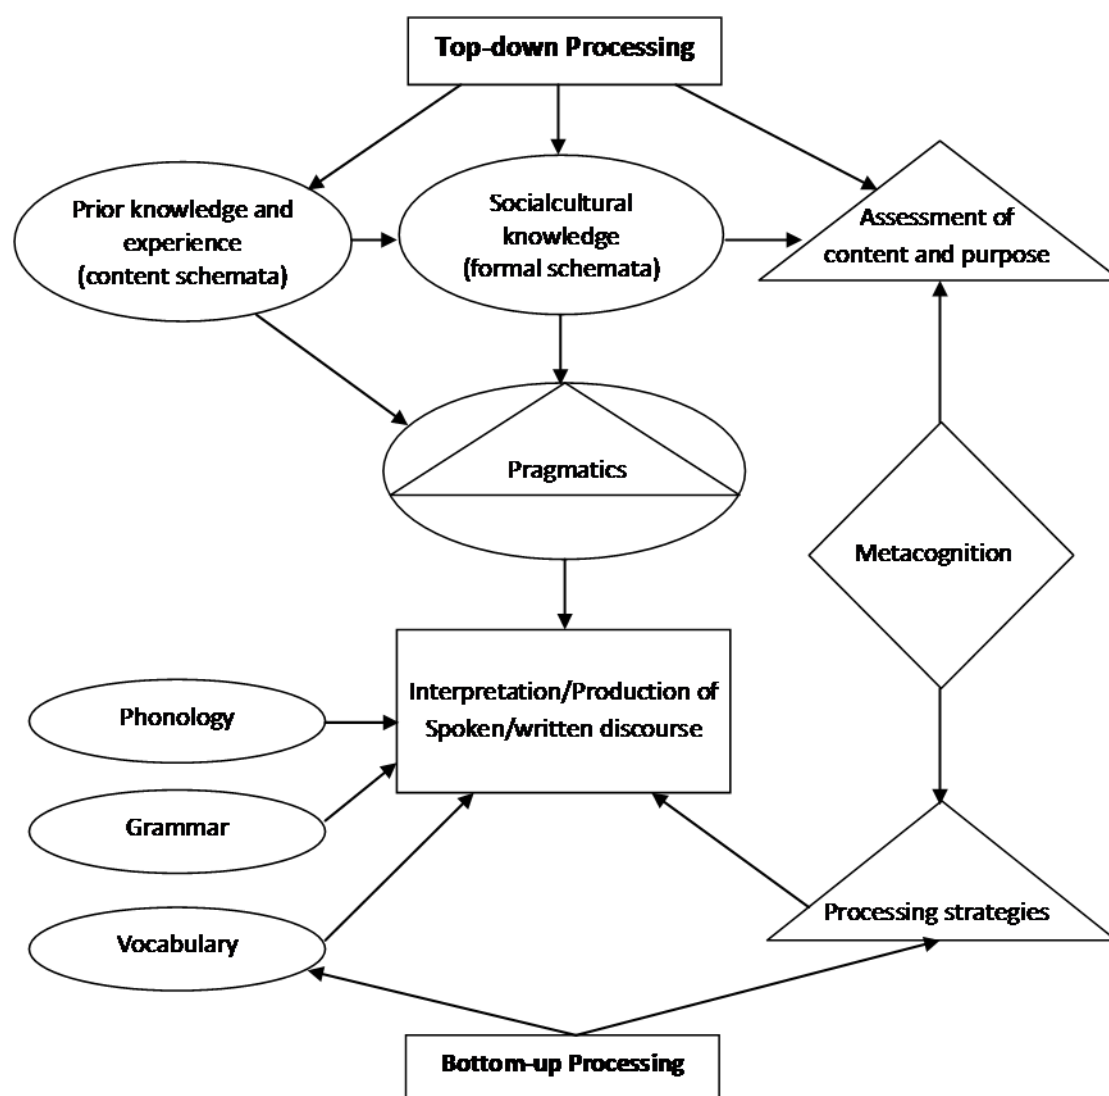 Top-down Processing
Prior knowledge and
experience
(content schemata)
Socialcultural
knowledge
(formal schemata)
Assessment of
content and purpose
Pragmatics
Metacognition
Interpretation/Production of
Spoken/written discourse
Phonology
Grammar
Vocabulary
Processing strategies
Bottom-up Processing